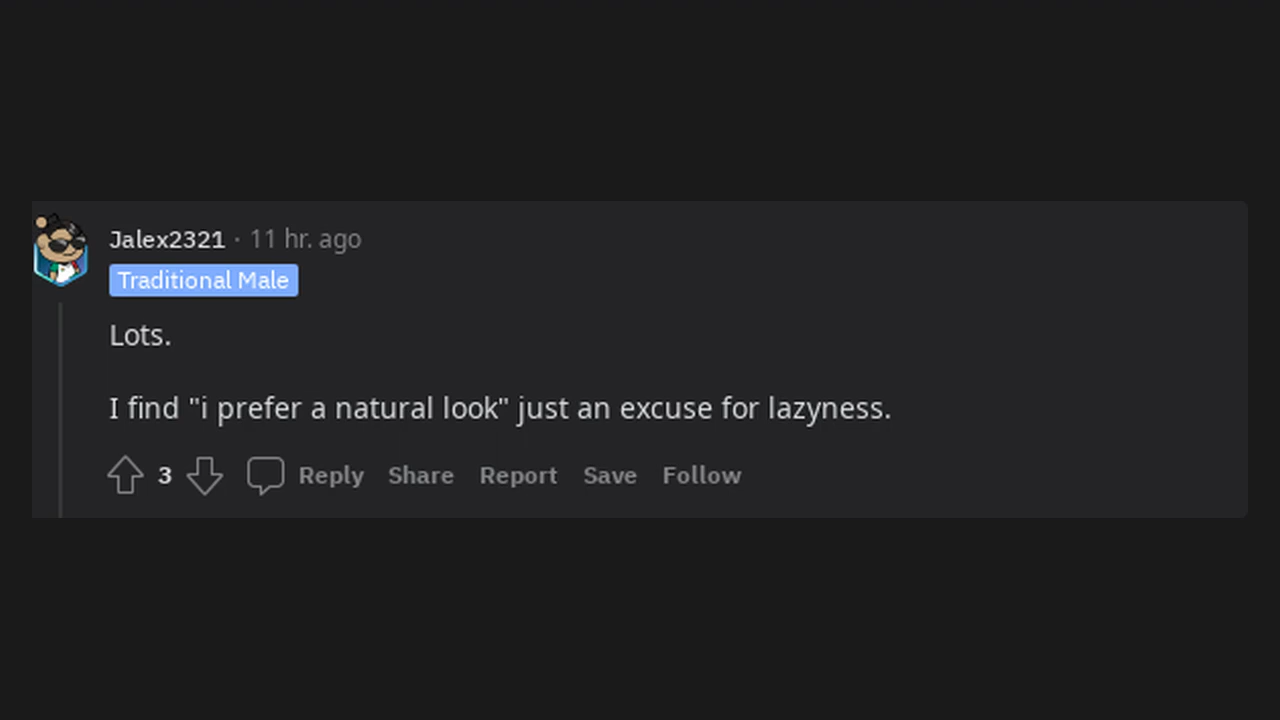 Jalex2321 · 11 hr. ago
Traditional Male
Lots.
I find "i prefer a natural look" just an excuse for lazyness.
3 Reply Share Report Save Follow